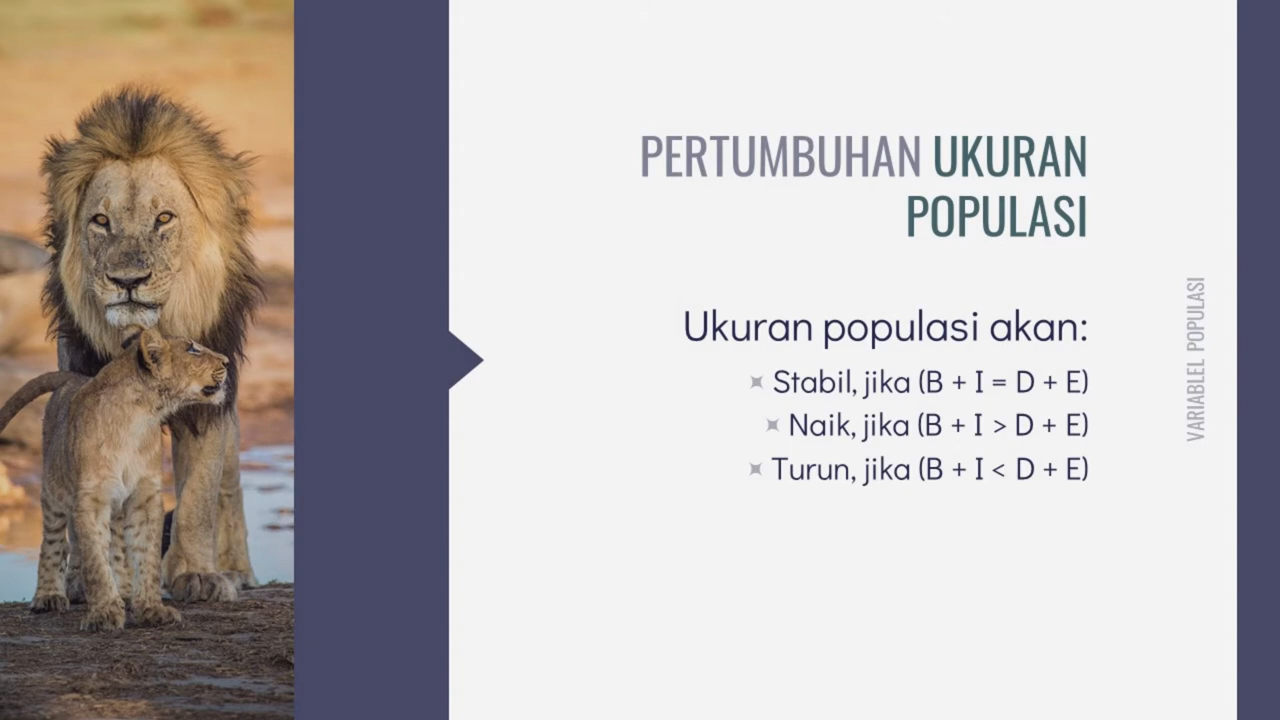 PERTUMBUHAN UKURAN
POPULASI
Ukuran populasi akan:
Stabil, jika (B + I = D + E)
Naik, jika (B + I > D + E)
Turun, jika (B + I < D + E)
VARIABLEL POPULASI